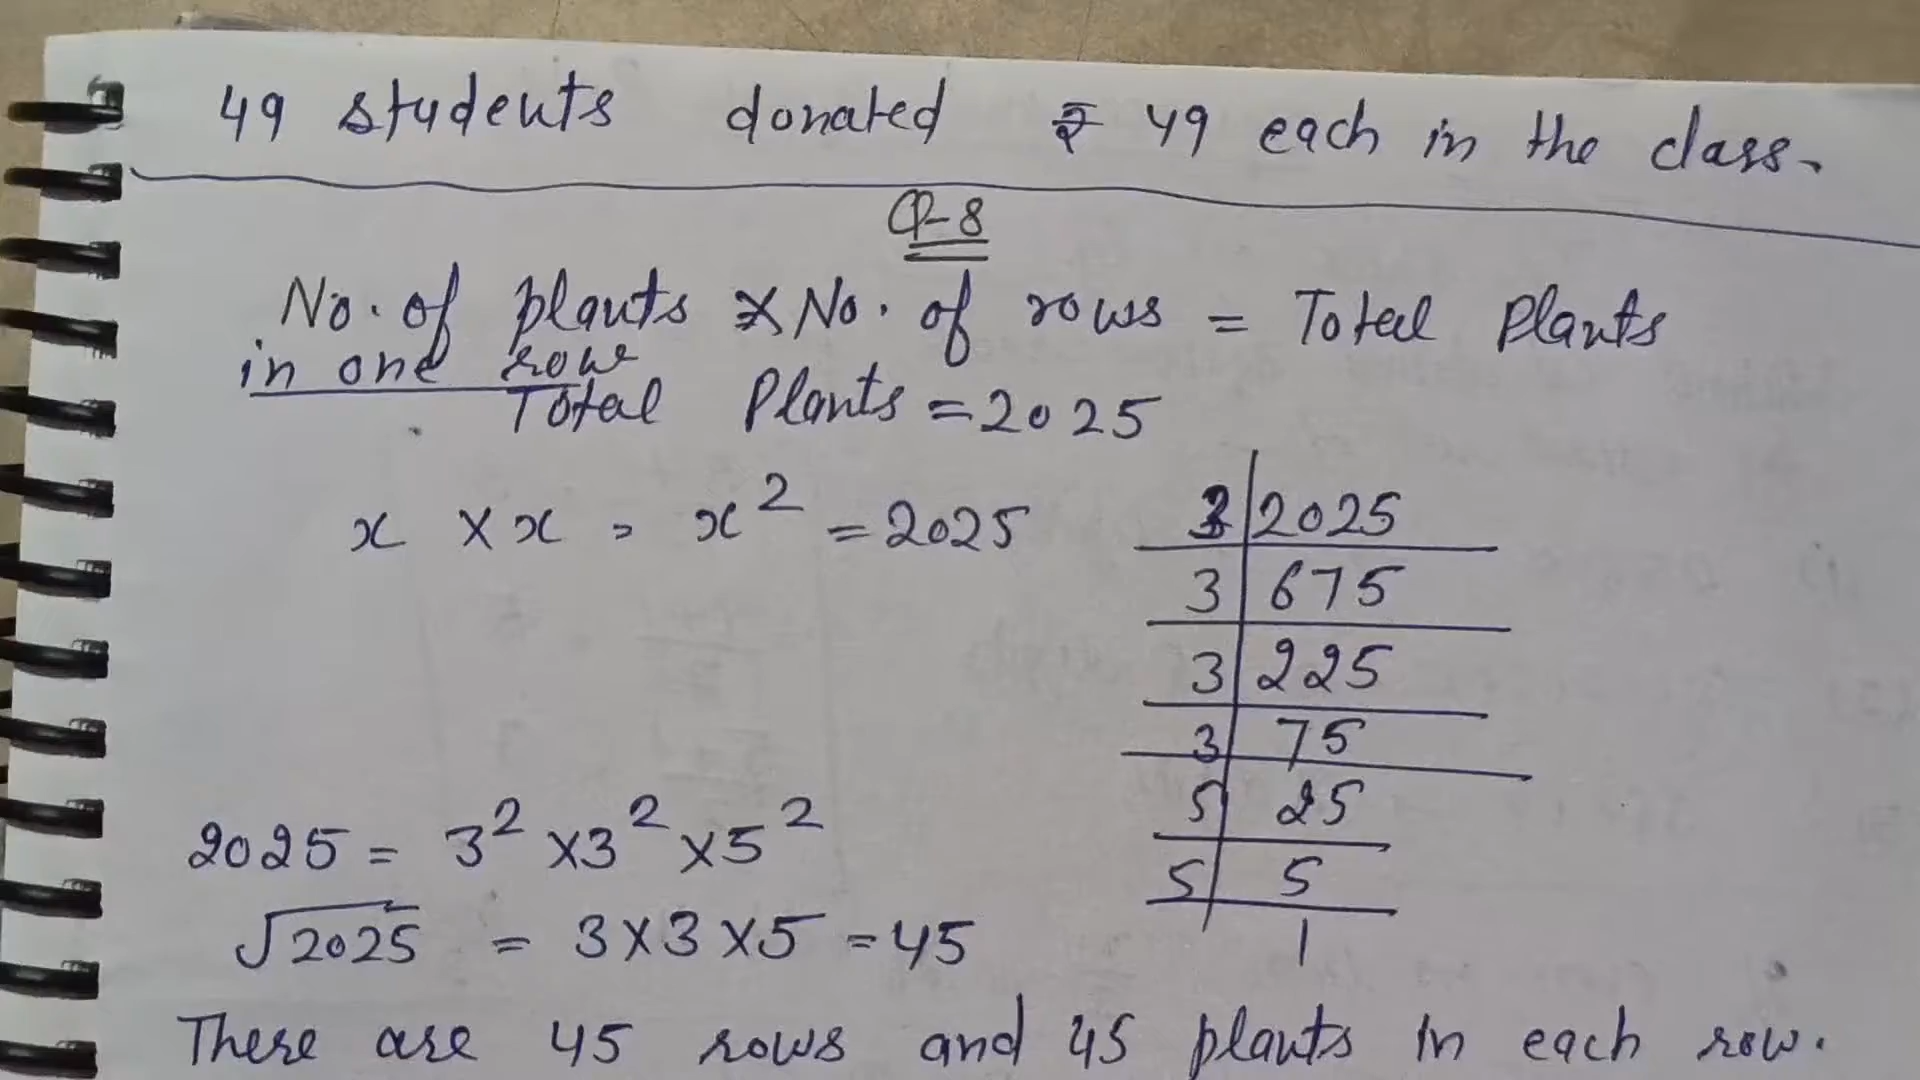 49 students donated ₹ 49 each in the class.
Q-8
No. of plants × No. of rows = Total Plants
in one row
Total Plants = 2025
x × x = x² = 2025
3 | 2025
3 | 675
3 | 225
3 | 75
5 | 25
5 | 5
1
2025 = 3² × 3² × 5²
√2025 = 3×3×5 = 45
There are 45 rows and 45 plants in each row.